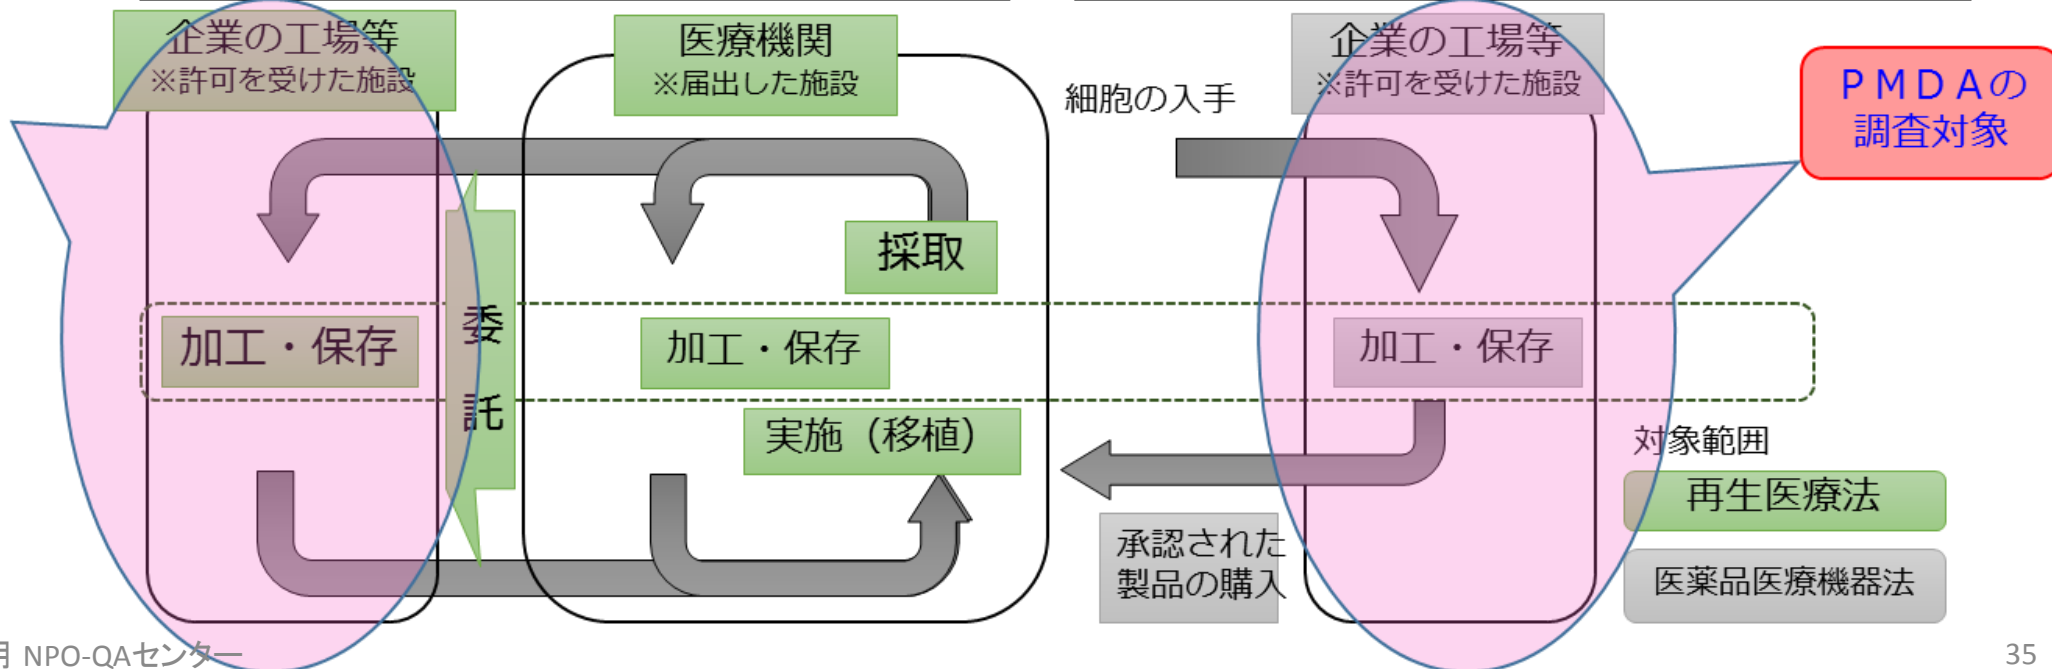 企業の工場等
※許可を受けた施設
医療機関
※届出した施設
細胞の入手
企業の工場等
※許可を受けた施設
ＰＭＤＡの
調査対象
採取
委
託
加工・保存
加工・保存
加工・保存
実施（移植）
対象範囲
再生医療法
承認された
製品の購入
医薬品医療機器法
用 NPO-QAセンター
35